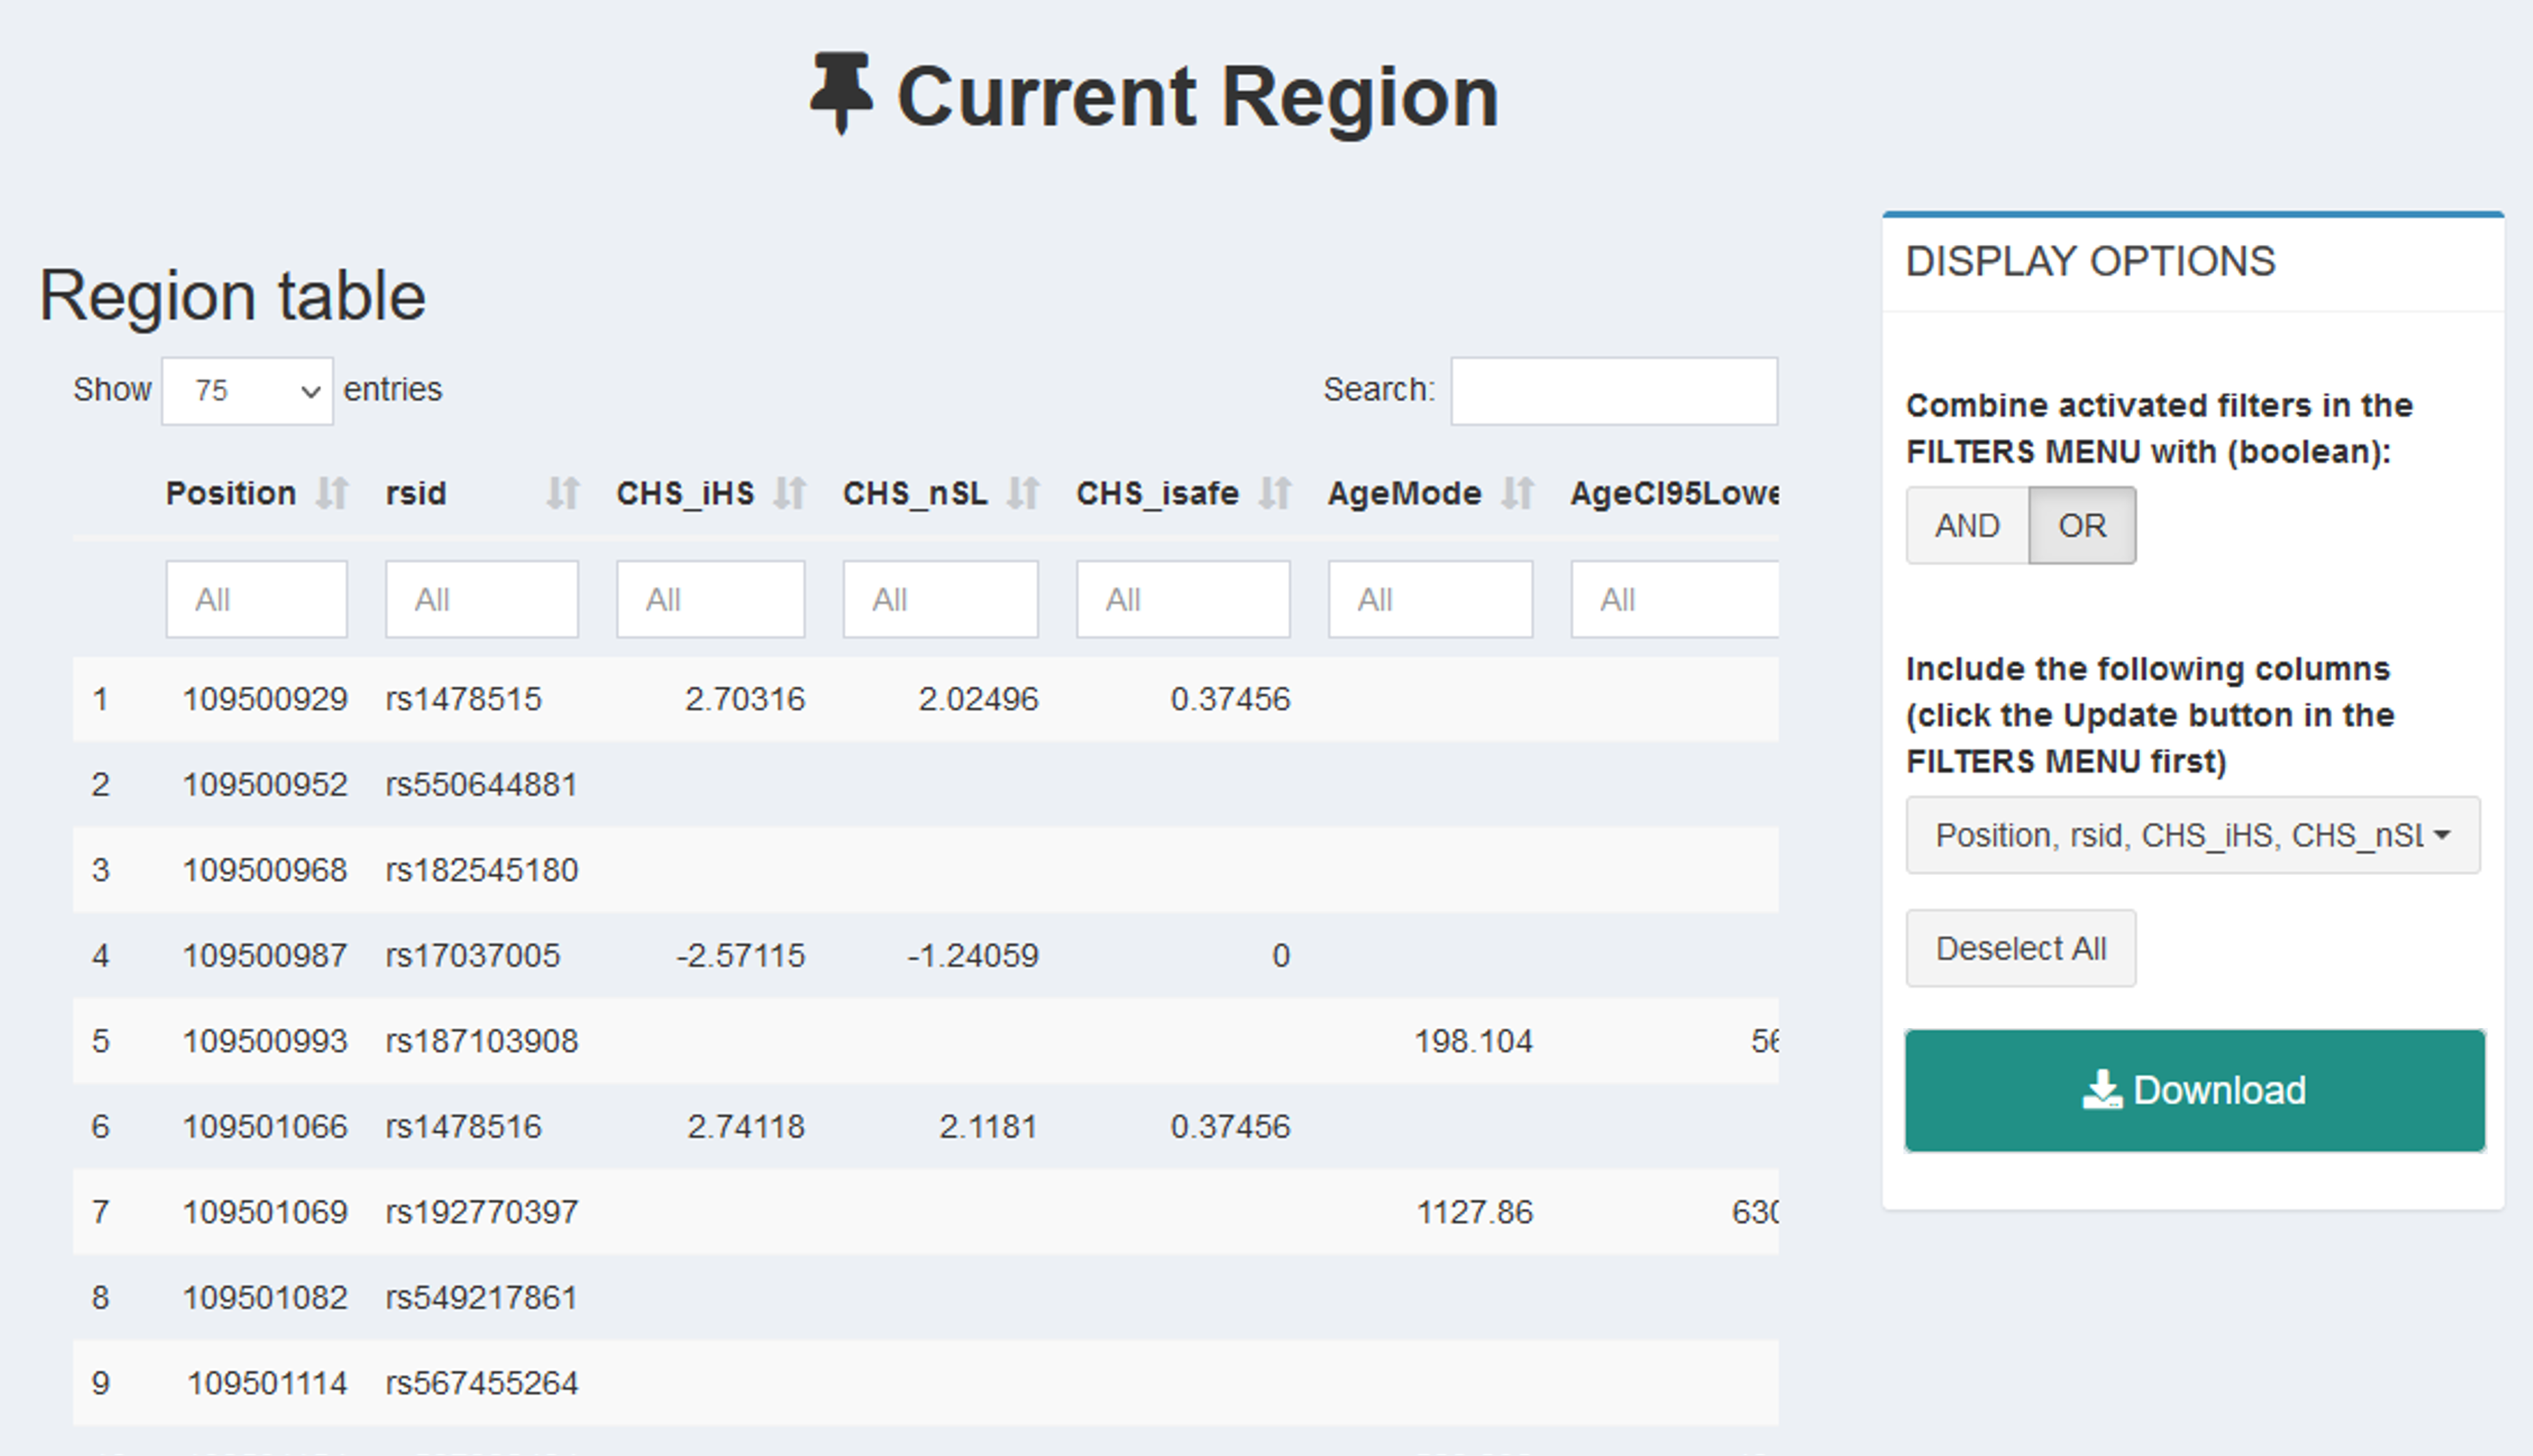 Current Region
Region table
Show 75 entries
Search:
Position rsid CHS_iHS CHS_nSL CHS_isafe AgeMode AgeCI95Lowe
All All All All All All All
1 109500929 rs1478515 2.70316 2.02496 0.37456
2 109500952 rs550644881
3 109500968 rs182545180
4 109500987 rs17037005 -2.57115 -1.24059 0
5 109500993 rs187103908 198.104 56
6 109501066 rs1478516 2.74118 2.1181 0.37456
7 109501069 rs192770397 1127.86 630
8 109501082 rs549217861
9 109501114 rs567455264
DISPLAY OPTIONS
Combine activated filters in the
FILTERS MENU with (boolean):
AND OR
Include the following columns
(click the Update button in the
FILTERS MENU first)
Position, rsid, CHS_iHS, CHS_nSL
Deselect All
Download